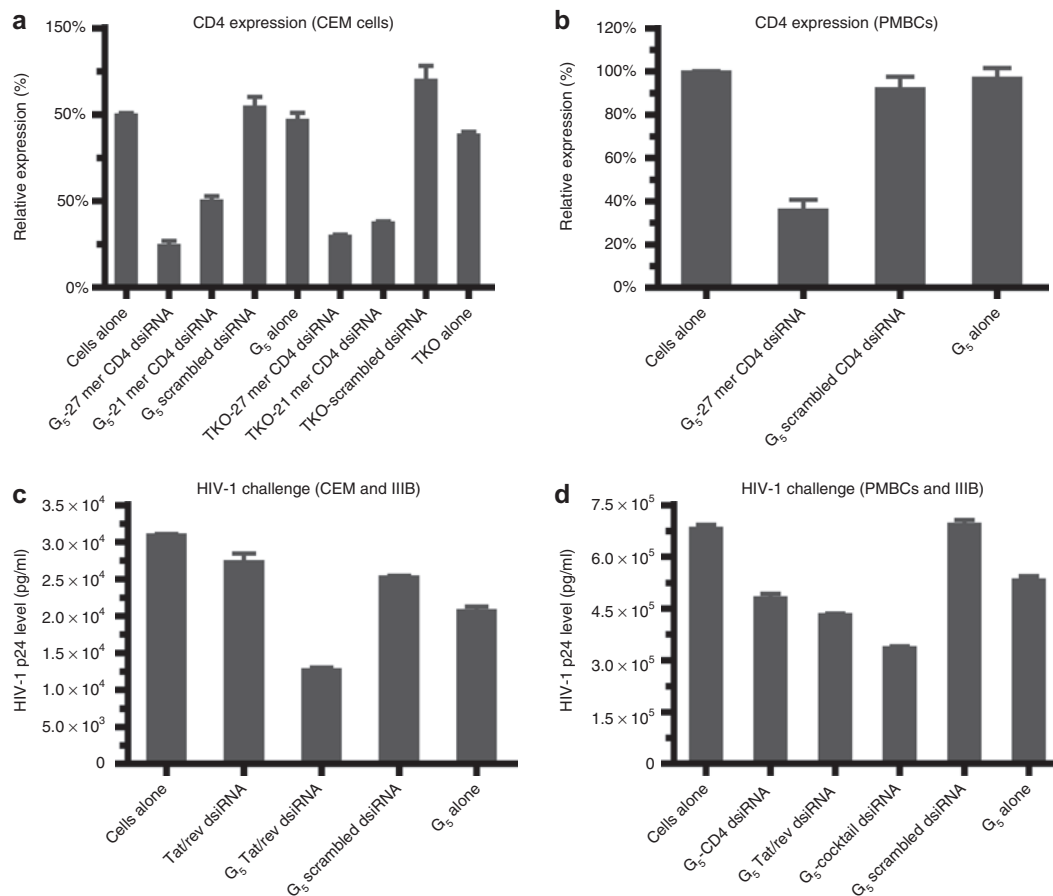 a
CD4 expression (CEM cells)
Relative expression (%)
150%
50%
50%
0%
Cells alone
G5-27 mer CD4 dsiRNA
G5-21 mer CD4 dsiRNA
G5 scrambled dsiRNA
G5 alone
TKO-27 mer CD4 dsiRNA
TKO-21 mer CD4 dsiRNA
TKO-scrambled dsiRNA
TKO alone
b
CD4 expression (PMBCs)
Relative expression (%)
120%
100%
80%
60%
40%
20%
0%
Cells alone
G5-27 mer CD4 dsiRNA
G5 scrambled CD4 dsiRNA
G5 alone
c
HIV-1 challenge (CEM and IIIB)
HIV-1 p24 level (pg/ml)
3.5 × 10^4
3.0 × 10^4
2.5 × 10^4
2.0 × 10^4
1.5 × 10^4
1.0 × 10^4
5.0 × 10^3
0
Cells alone
Tat/rev dsiRNA
G5 Tat/rev dsiRNA
G5 scrambled dsiRNA
G5 alone
d
HIV-1 challenge (PMBCs and IIIB)
HIV-1 p24 level (pg/ml)
7.5 × 10^5
6.0 × 10^5
4.5 × 10^5
3.0 × 10^5
1.5 × 10^5
0
Cells alone
G5-CD4 dsiRNA
G5 Tat/rev dsiRNA
G5-cocktail dsiRNA
G5 scrambled dsiRNA
G5 alone